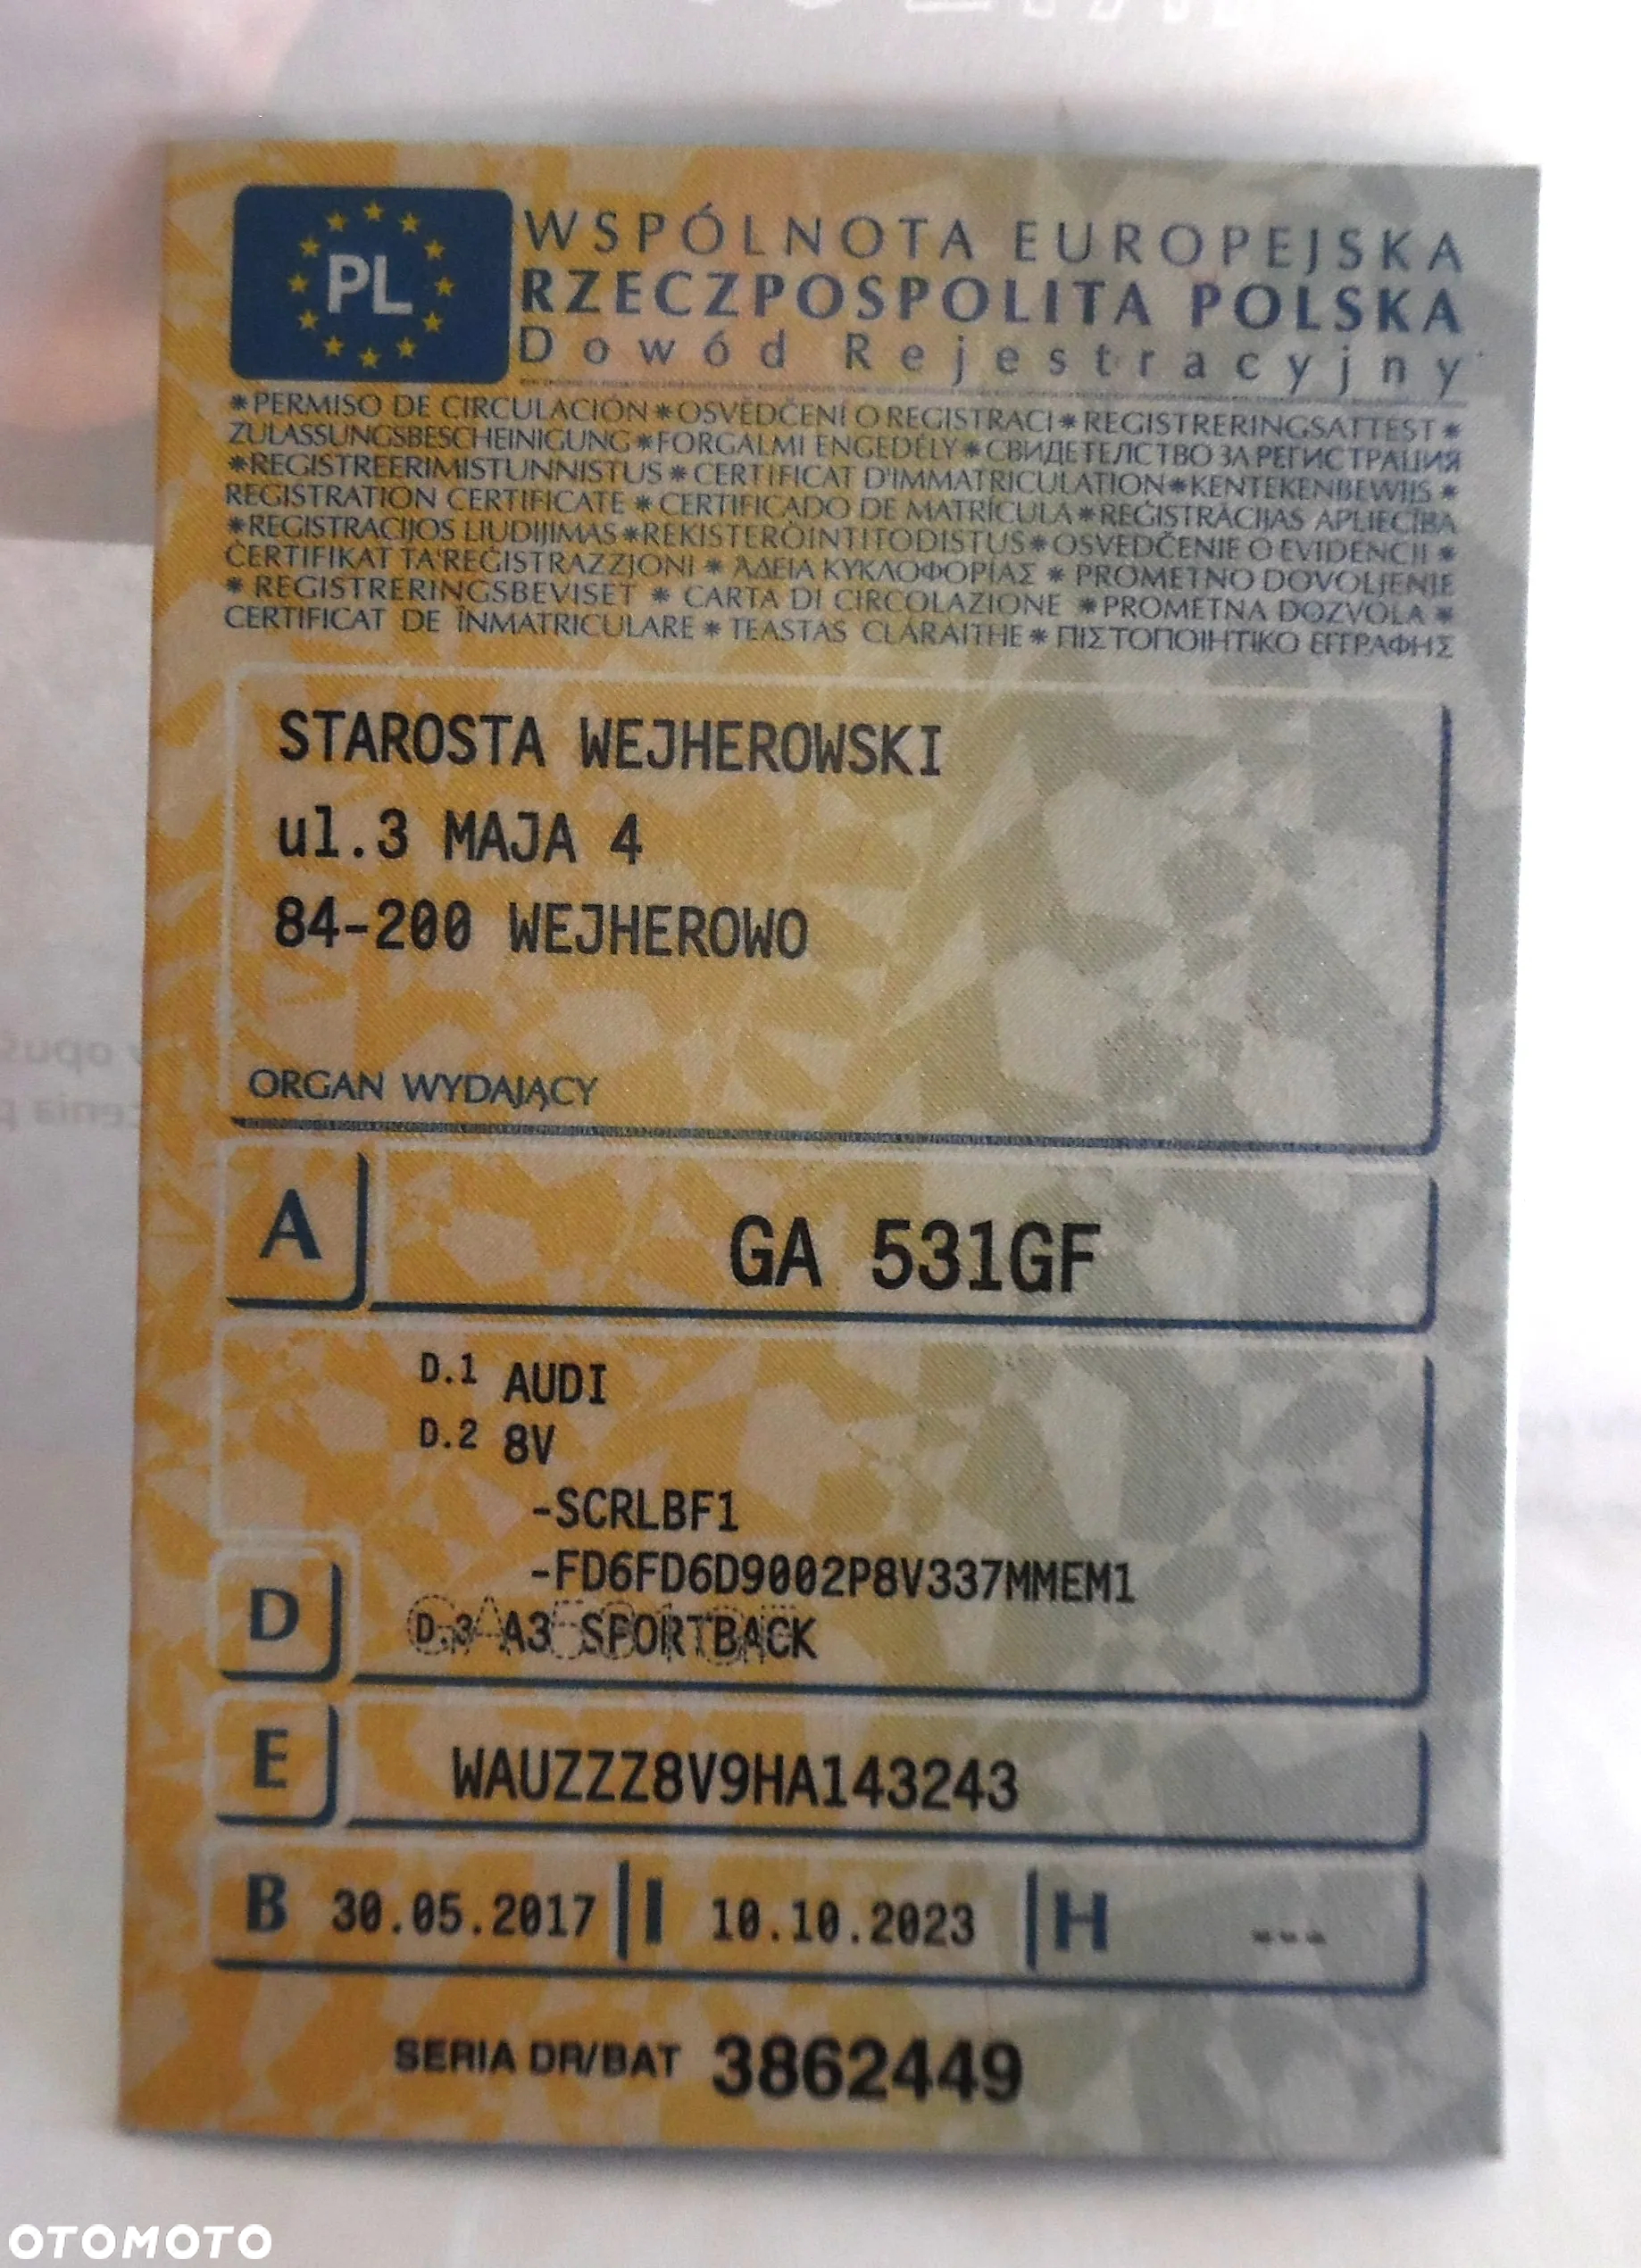 PL
WSPÓLNOTA EUROPEJSKA
RZECZPOSPOLITA POLSKA
Dowód Rejestracyjny
*PERMISO DE CIRCULACIÓN*OSVĚDČENÍ O REGISTRACI*REGISTRERINGSATTEST*
ZULASSUNGSBESCHEINIGUNG*FORGALMI ENGEDÉLY*СВИДЕТЕЛСТВО ЗА РЕГИСТРАЦИЯ
*REGISTREERIMISTUNNISTUS*CERTIFICAT D'IMMATRICULATION*KENTEKENBEWIJS*
REGISTRATION CERTIFICATE*CERTIFICADO DE MATRÍCULA*REĢISTRĀCIJAS APLIECĪBA
*REGISTRACIJOS LIUDIJIMAS*REKISTERÖINTITODISTUS*OSVEDČENIE O EVIDENCII*
ĊERTIFIKAT TA'REĠISTRAZZJONI*ΆΔΕΙΑ ΚΥΚΛΟΦΟΡΙΑΣ*PROMETNO DOVOLJENJE
*REGISTRERINGSBEVISET*CARTA DI CIRCOLAZIONE*PROMETNA DOZVOLA*
CERTIFICAT DE ÎNMATRICULARE*TEASTAS CLÁRAITHE*ΠΙΣΤΟΠΟΙΗΤΙΚΟ ΕΓΓΡΑΦΗΣ
STAROSTA WEJHEROWSKI
ul.3 MAJA 4
84-200 WEJHEROWO
ORGAN WYDAJĄCY
A GA 531GF
D.1 AUDI
D.2 8V
-SCRLBF1
-FD6FD6D9002P8V337MMEM1
D D.3 A3 SPORTBACK
E WAUZZZ8V9HA143243
B 30.05.2017 I 10.10.2023 H ---
SERIA DR/BAT 3862449
OTOMOTO